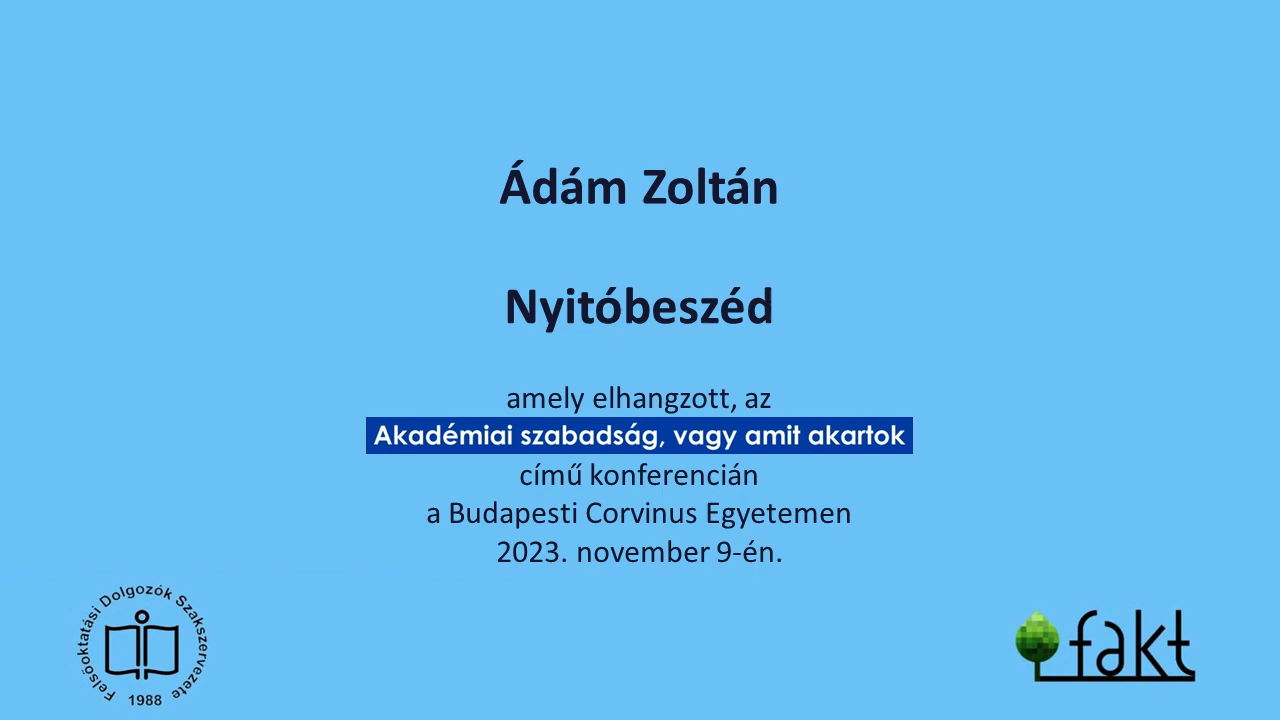 Ádám Zoltán
Nyitóbeszéd
amely elhangzott, az
Akadémiai szabadság, vagy amit akartok
című konferencián
a Budapesti Corvinus Egyetemen
2023. november 9-én.
Felsőoktatási Dolgozók Szakszervezete
1988
fakt